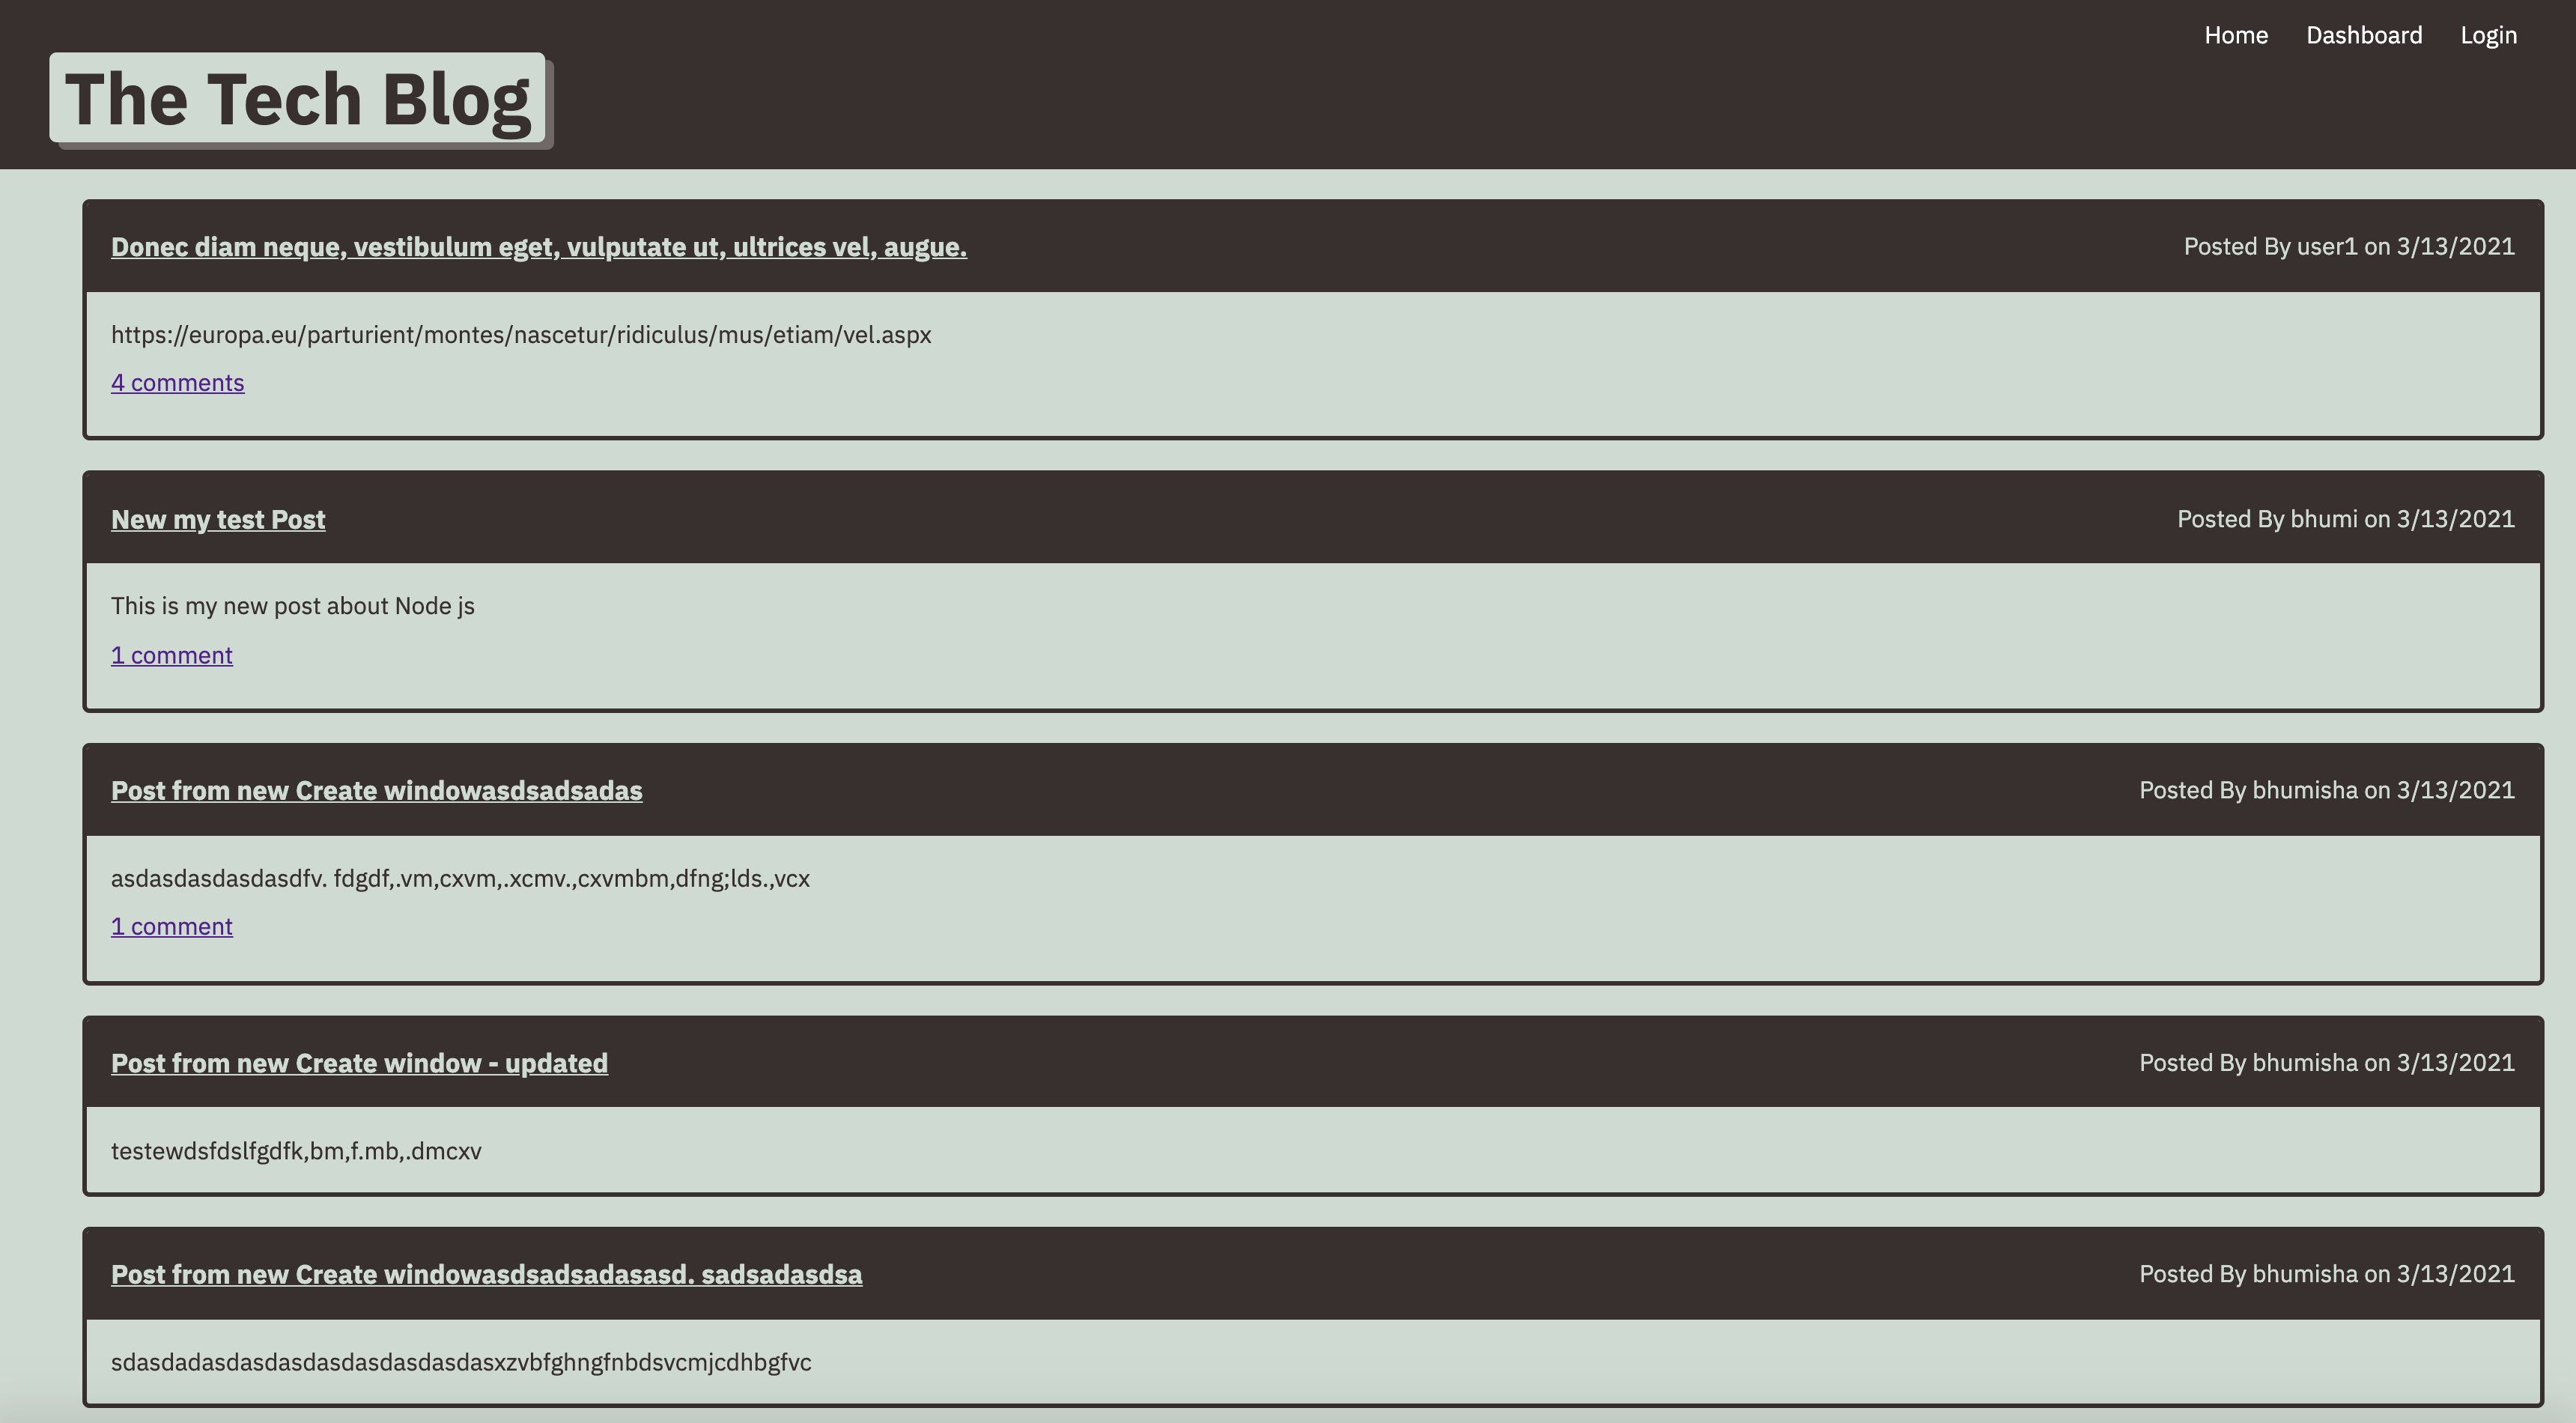 Home Dashboard Login
The Tech Blog
Donec diam neque, vestibulum eget, vulputate ut, ultrices vel, augue. Posted By user1 on 3/13/2021
https://europa.eu/parturient/montes/nascetur/ridiculus/mus/etiam/vel.aspx
4 comments
New my test Post Posted By bhumi on 3/13/2021
This is my new post about Node js
1 comment
Post from new Create windowasdsadsadas Posted By bhumisha on 3/13/2021
asdasdasdasdasdfv. fdgdf,.vm,cxvm,.xcmv.,cxvmbm,dfng;lds.,vcx
1 comment
Post from new Create window - updated Posted By bhumisha on 3/13/2021
testewdsfdslfgdfk,bm,f.mb,.dmcxv
Post from new Create windowasdsadsadasasd. sadsadasdsa Posted By bhumisha on 3/13/2021
sdasdadasdasdasdasdasdasdasdasxzvbfghngfnbdsvcmjcdhbgfvc